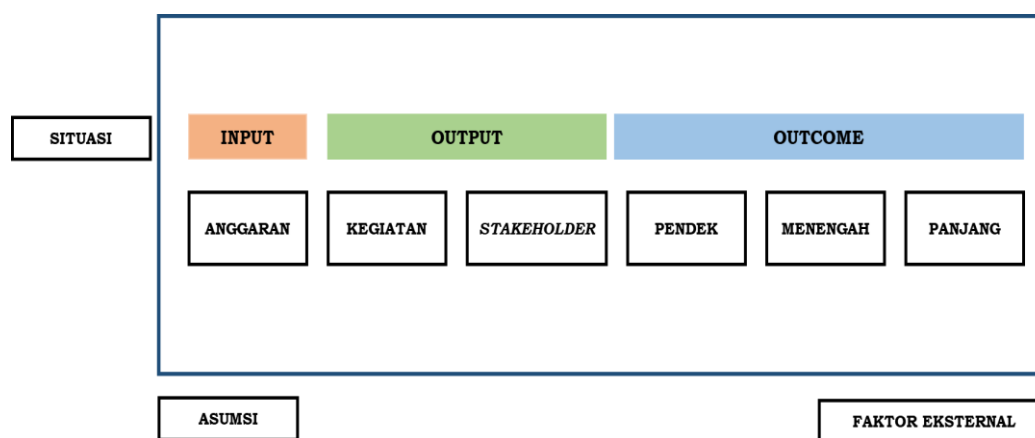 SITUASI
INPUT
OUTPUT
OUTCOME
ANGGARAN
KEGIATAN
STAKEHOLDER
PENDEK
MENENGAH
PANJANG
ASUMSI
FAKTOR EKSTERNAL